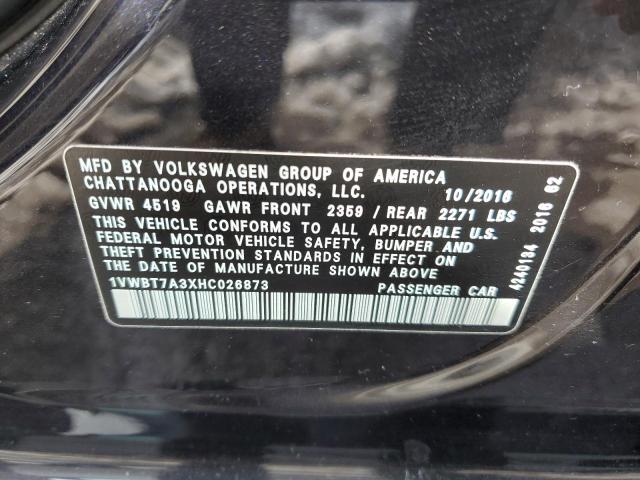 MFD BY VOLKSWAGEN GROUP OF AMERICA
CHATTANOOGA OPERATIONS, LLC. 10/2016
GVWR 4519 GAWR FRONT 2359 / REAR 2271 LBS
THIS VEHICLE CONFORMS TO ALL APPLICABLE U.S.
FEDERAL MOTOR VEHICLE SAFETY, BUMPER AND
THEFT PREVENTION STANDARDS IN EFFECT ON
THE DATE OF MANUFACTURE SHOWN ABOVE
1VWBT7A3XHC026873 PASSENGER CAR
4240134 2016 62